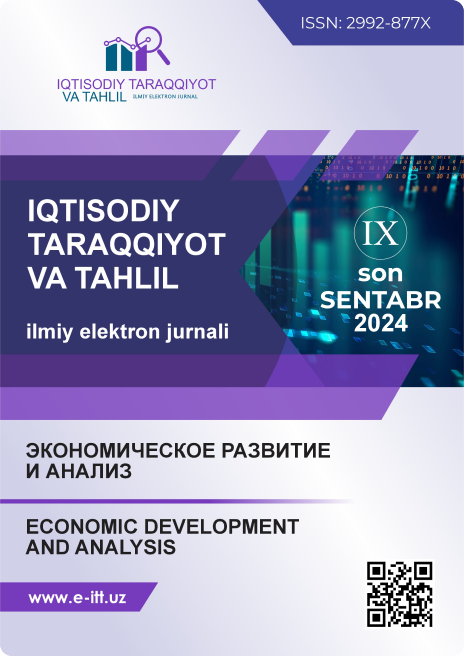 ISSN: 2992-877X
IQTISODIY TARAQQIYOT
VA TAHLIL ILMIY ELEKTRON JURNAL
IQTISODIY
TARAQQIYOT
VA TAHLIL
ilmiy elektron jurnali
IX
son
SENTABR
2024
ЭКОНОМИЧЕСКОЕ РАЗВИТИЕ
И АНАЛИЗ
ECONOMIC DEVELOPMENT
AND ANALYSIS
www.e-itt.uz